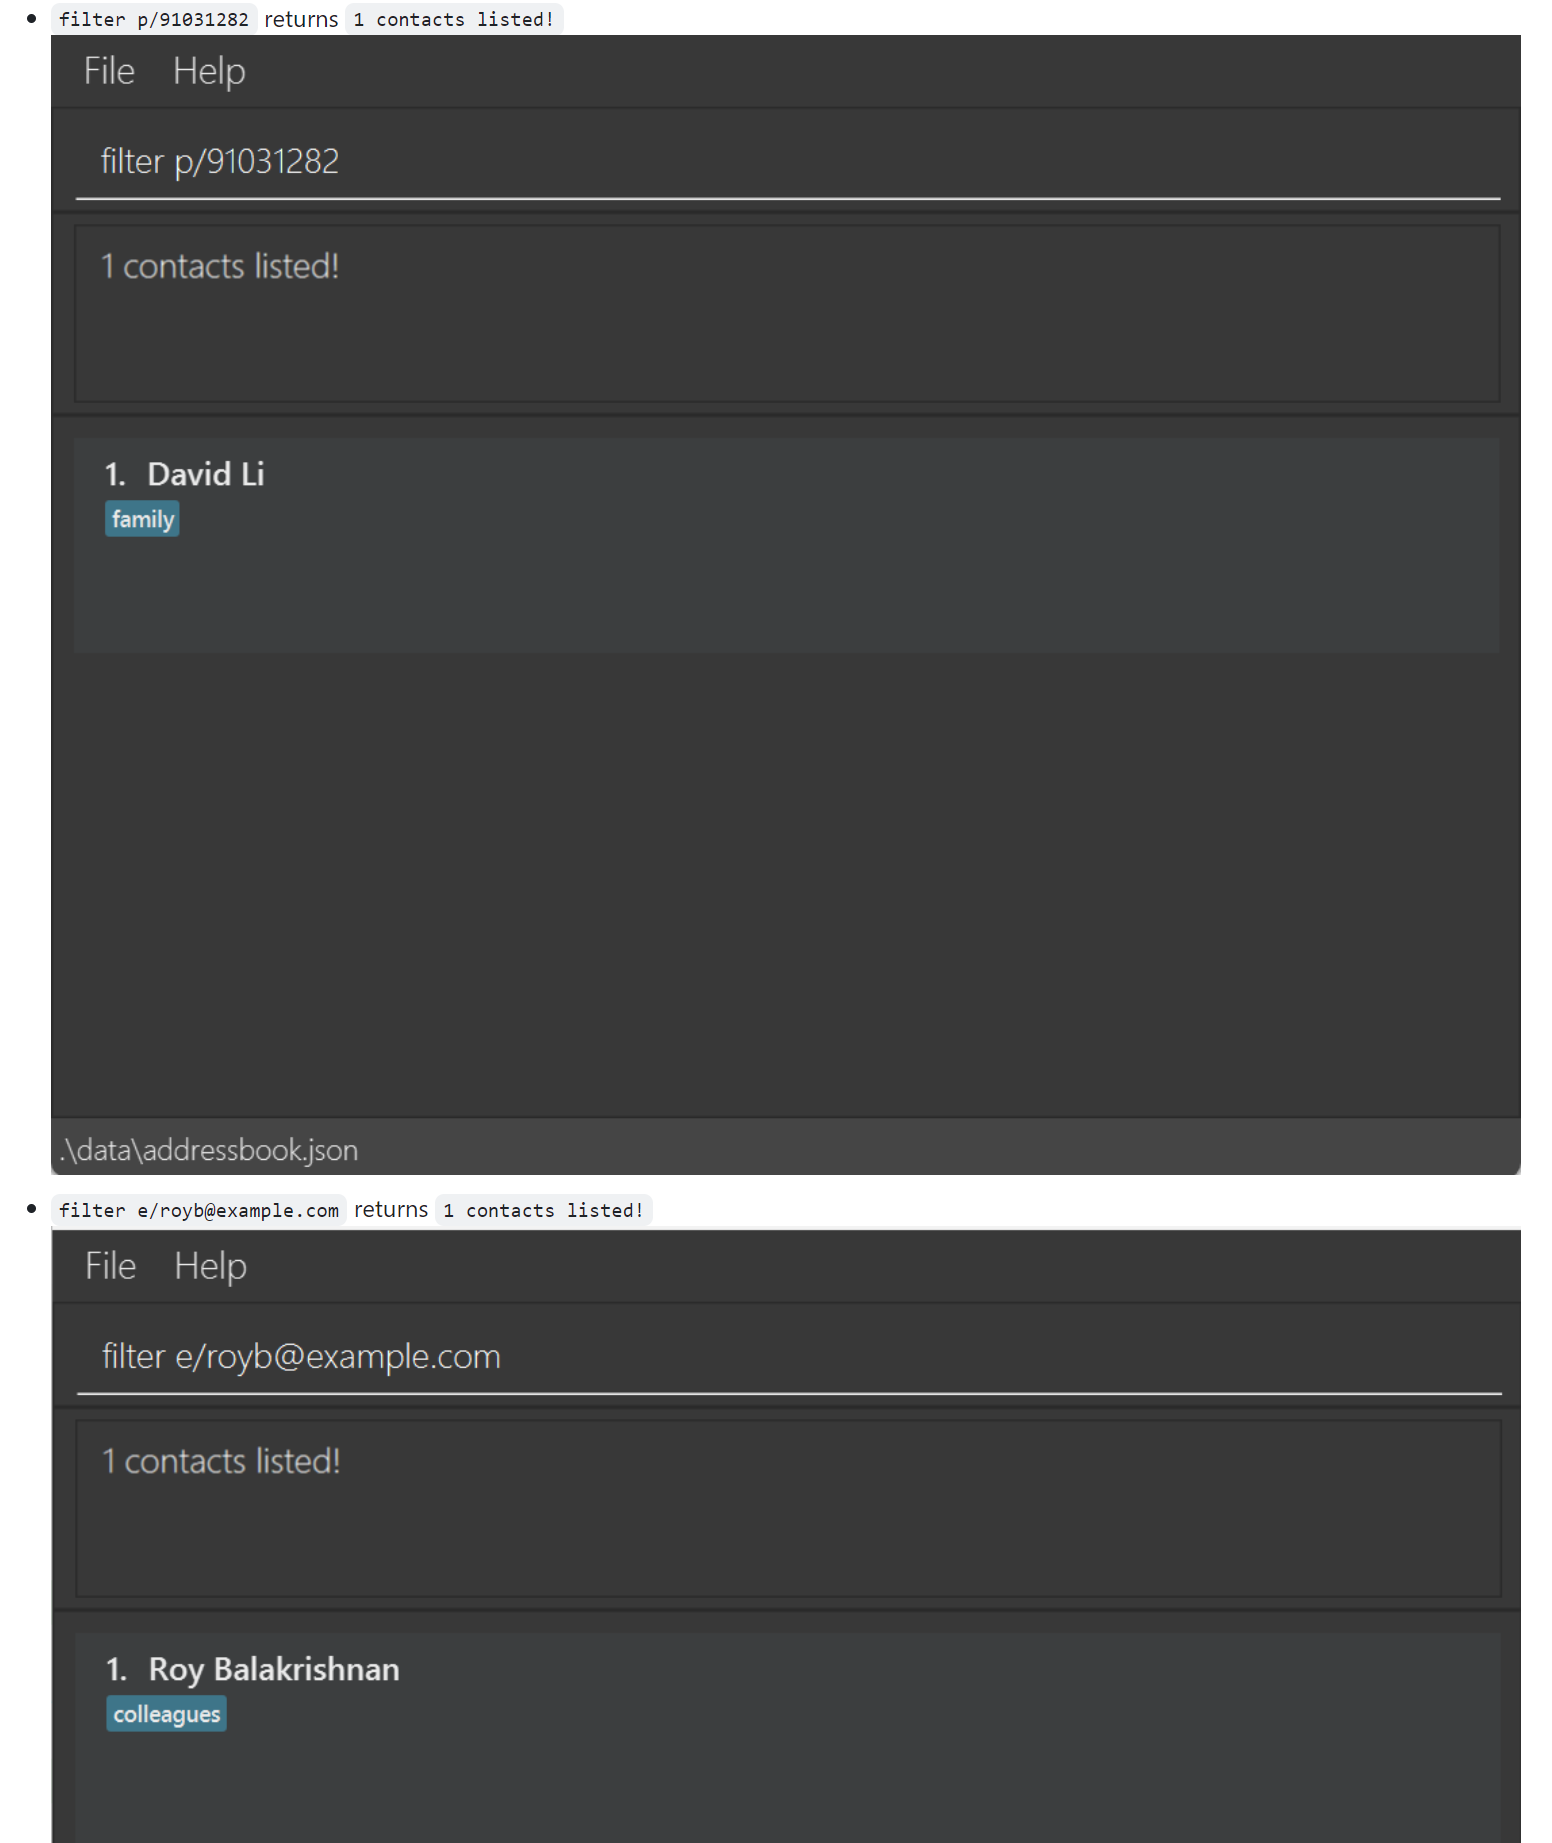 filter p/91031282 returns 1 contacts listed!
File Help
filter p/91031282
1 contacts listed!
1. David Li
family
.\data\addressbook.json
filter e/royb@example.com returns 1 contacts listed!
File Help
filter e/royb@example.com
1 contacts listed!
1. Roy Balakrishnan
colleagues